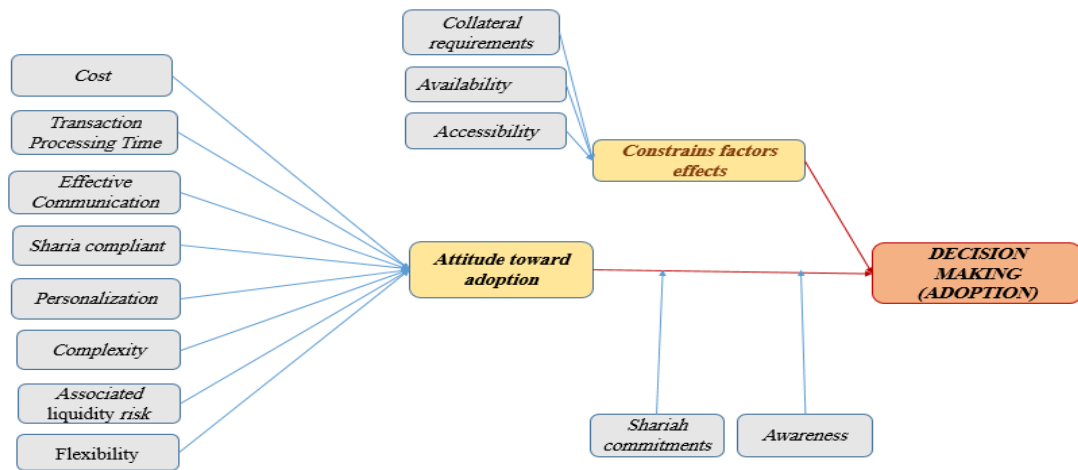 Cost
Transaction
Processing Time
Effective
Communication
Sharia compliant
Personalization
Complexity
Associated
liquidity risk
Flexibility
Collateral
requirements
Availability
Accessibility
Constrains factors
effects
Attitude toward
adoption
DECISION
MAKING
(ADOPTION)
Shariah
commitments
Awareness